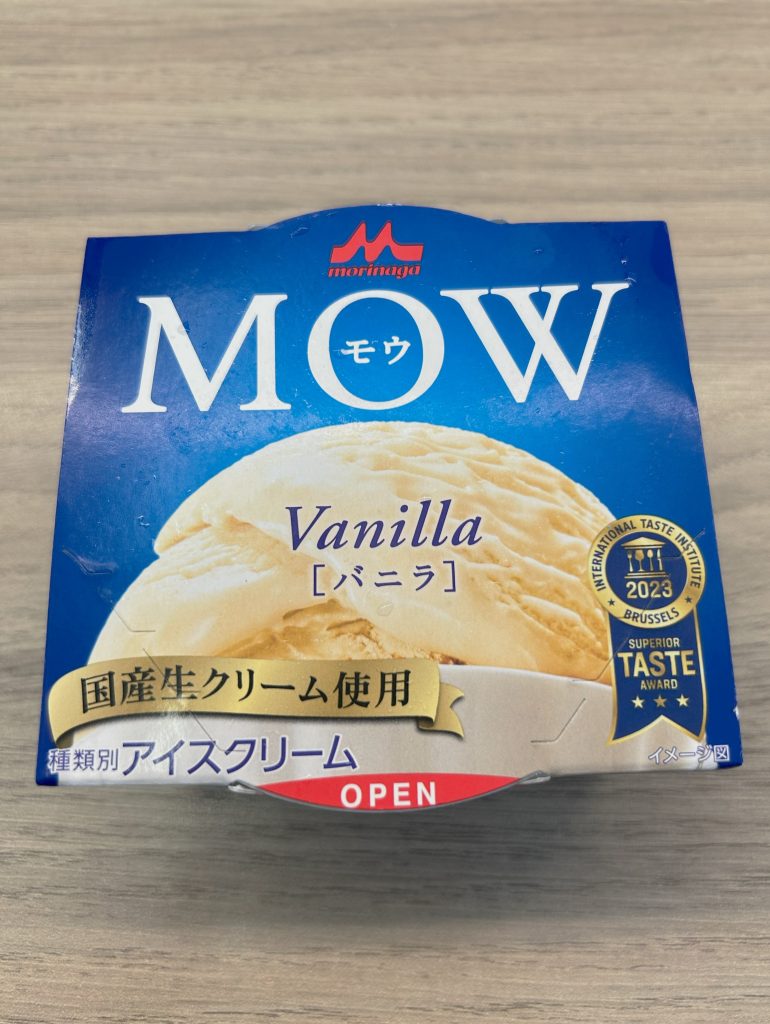 morinaga
MOW
モウ
Vanilla
[バニラ]
INTERNATIONAL TASTE INSTITUTE
2023
BRUSSELS
SUPERIOR
TASTE
AWARD
国産生クリーム使用
種類別アイスクリーム
イメージ図
OPEN